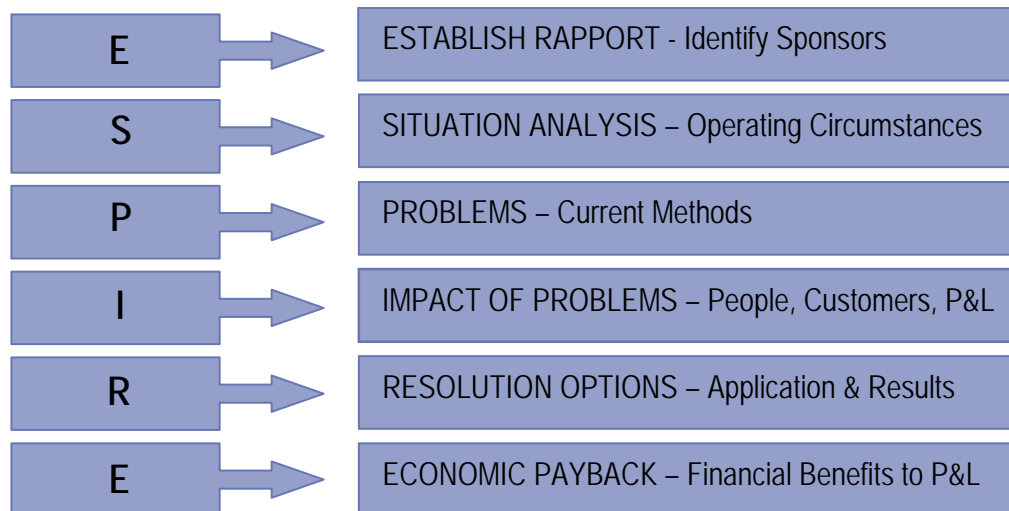 E
ESTABLISH RAPPORT - Identify Sponsors
S
SITUATION ANALYSIS – Operating Circumstances
P
PROBLEMS – Current Methods
I
IMPACT OF PROBLEMS – People, Customers, P&L
R
RESOLUTION OPTIONS – Application & Results
E
ECONOMIC PAYBACK – Financial Benefits to P&L